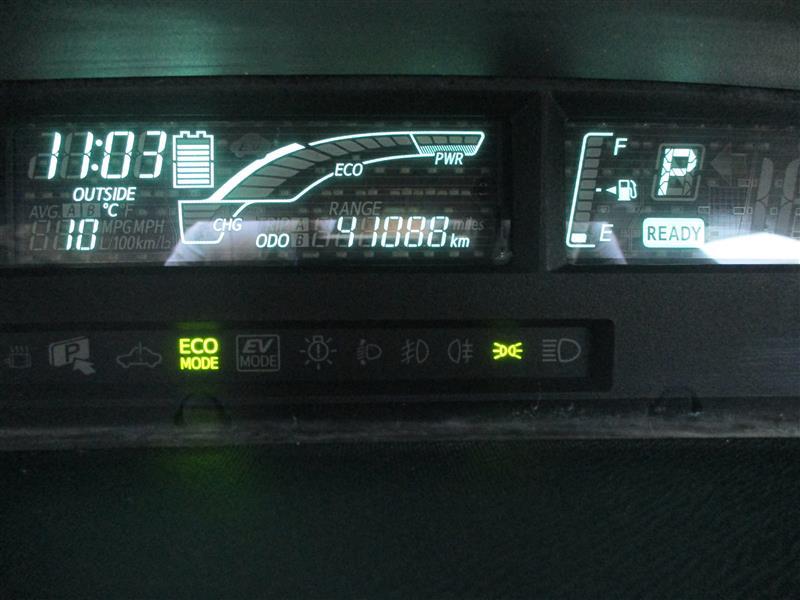 11:03
OUTSIDE
°C
10
AVG. A B °F
MPG MPH
L/100km/h
CHG
ECO
PWR
RANGE
TRIP A
B
miles
ODO 41088 km
F
E
P
READY
P
ECO
MODE
EV
MODE